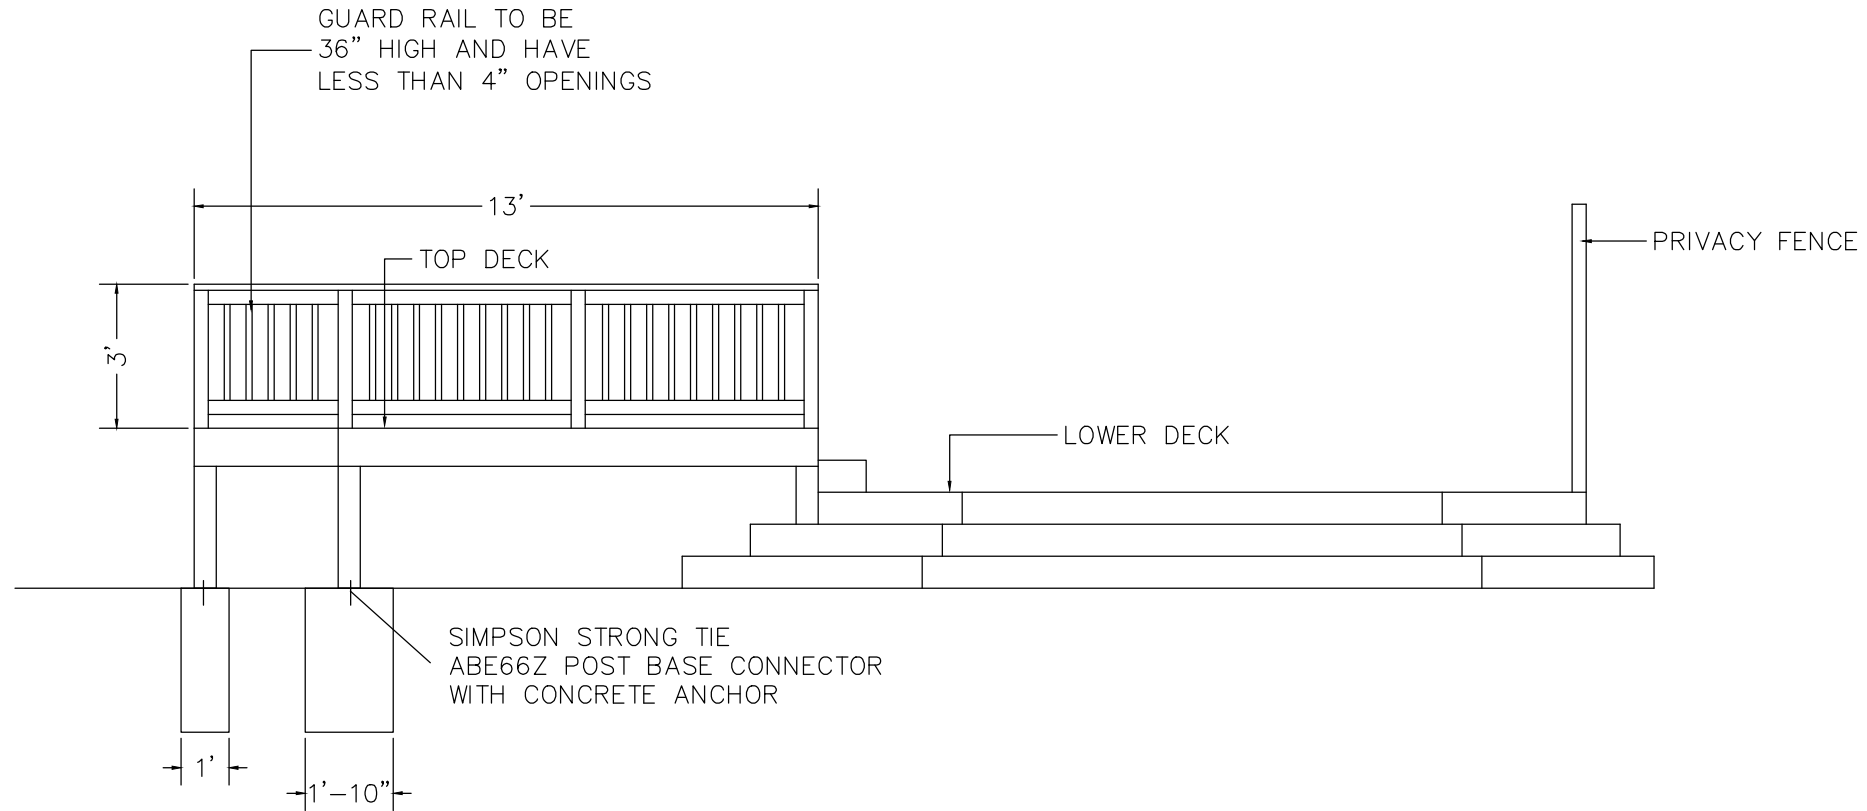 GUARD RAIL TO BE
36” HIGH AND HAVE
LESS THAN 4” OPENINGS
13’
TOP DECK
PRIVACY FENCE
3’
LOWER DECK
SIMPSON STRONG TIE
ABE66Z POST BASE CONNECTOR
WITH CONCRETE ANCHOR
1'
1’–10”